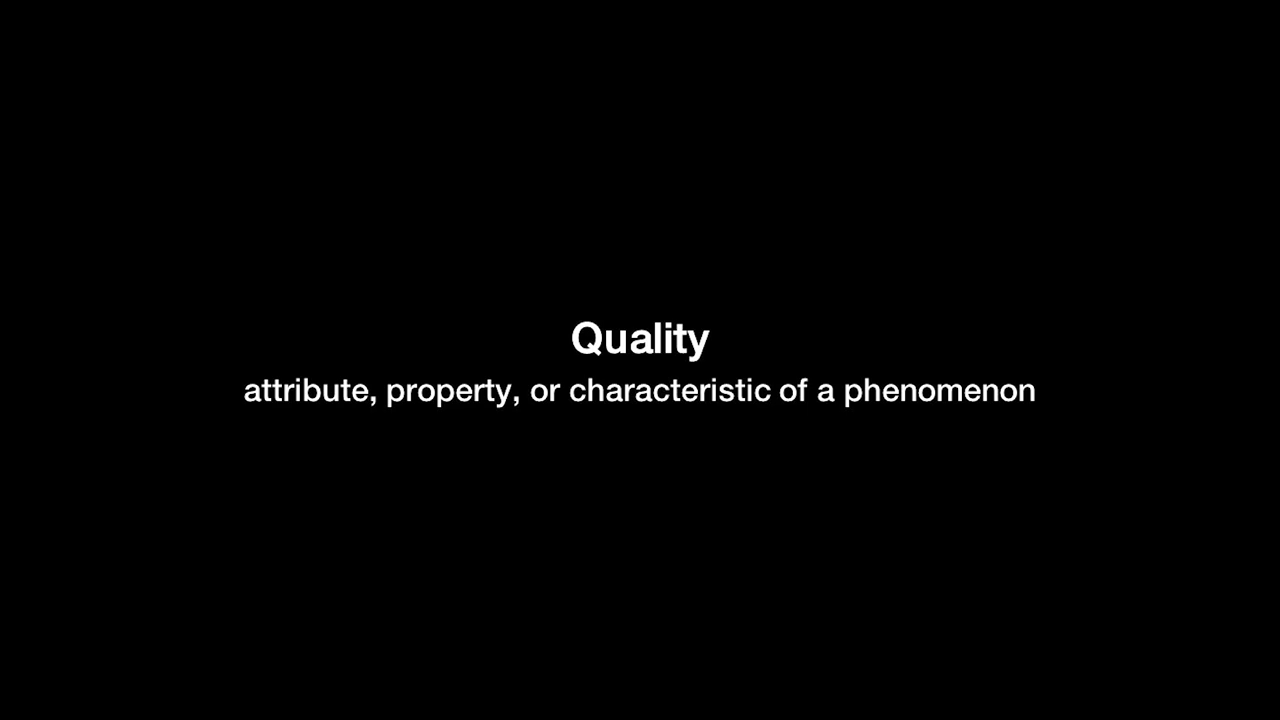 Quality
attribute, property, or characteristic of a phenomenon